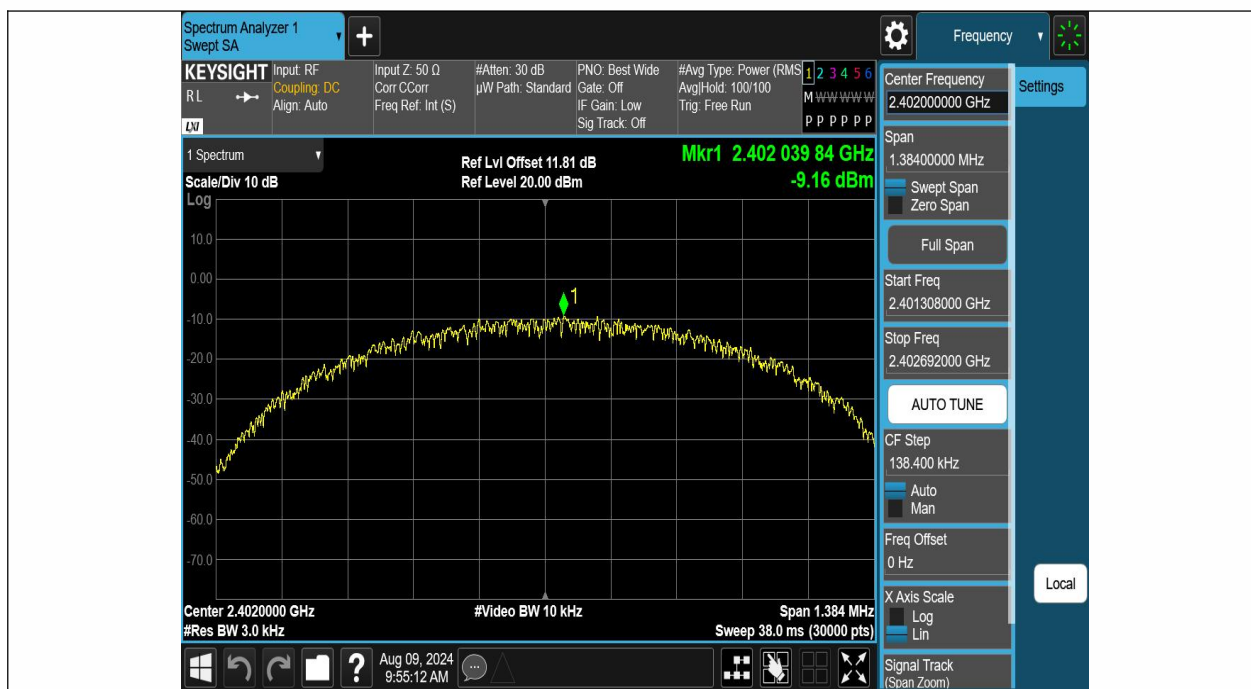 Spectrum Analyzer 1
Swept SA
Frequency
KEYSIGHT
R L
LXI
Input: RF
Coupling: DC
Align: Auto
Input Z: 50 Ω
Corr CCorr
Freq Ref: Int (S)
#Atten: 30 dB
µW Path: Standard
PNO: Best Wide
Gate: Off
IF Gain: Low
Sig Track: Off
#Avg Type: Power (RMS
Avg|Hold: 100/100
Trig: Free Run
1 2 3 4 5 6
M W W W W W
P P P P P P
1 Spectrum
Scale/Div 10 dB
Log
Ref Lvl Offset 11.81 dB
Ref Level 20.00 dBm
Mkr1 2.402 039 84 GHz
-9.16 dBm
10.0
0.00
-10.0
-20.0
-30.0
-40.0
-50.0
-60.0
-70.0
1
Center 2.4020000 GHz
#Res BW 3.0 kHz
#Video BW 10 kHz
Span 1.384 MHz
Sweep 38.0 ms (30000 pts)
Center Frequency
2.402000000 GHz
Settings
Span
1.38400000 MHz
Swept Span
Zero Span
Full Span
Start Freq
2.401308000 GHz
Stop Freq
2.402692000 GHz
AUTO TUNE
CF Step
138.400 kHz
Auto
Man
Freq Offset
0 Hz
X Axis Scale
Log
Lin
Local
Signal Track
(Span Zoom)
?
Aug 09, 2024
9:55:12 AM